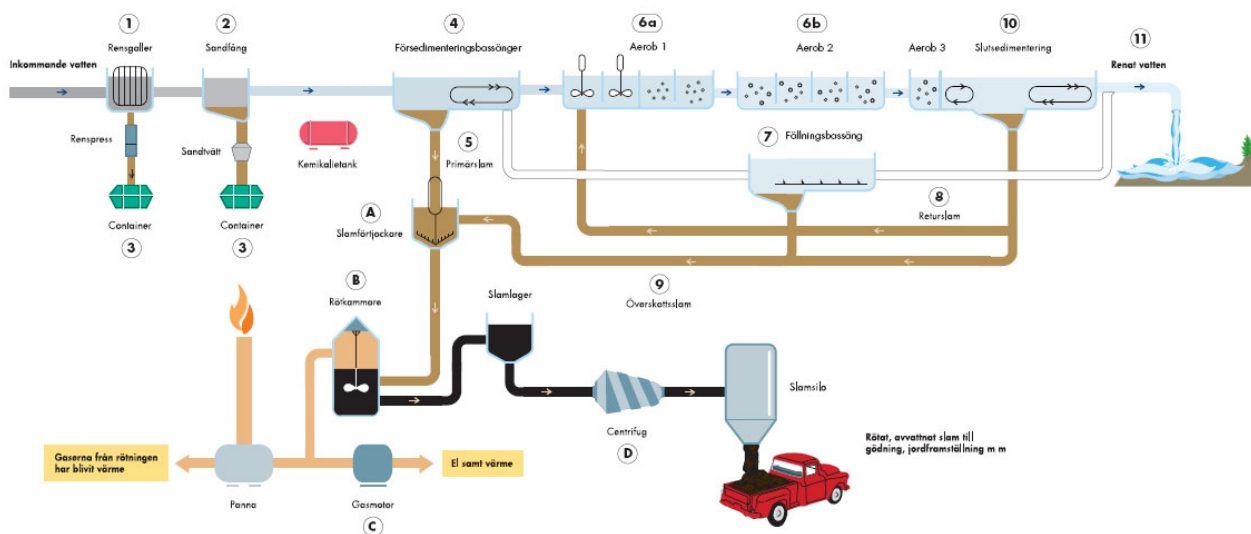 1
Rensgaller
Inkommande vatten
Renspress
Container
3
2
Sandfång
Sandtvätt
Container
3
Kemikalietank
4
Försedimenteringsbassänger
5
Primärslam
6a
Aerob 1
6b
Aerob 2
Aerob 3
10
Slutsedimentering
11
Renat vatten
7
Föllningsbassäng
8
Returslam
9
Överskottsslam
A
Slamförtjockare
B
Rötkammare
Slamlager
Centrifug
D
Slamsilo
Rötat, avvattnat slam till
gödning, jordframställning m m
Gaserna från rötningen
har blivit värme
Panna
Gasmotor
C
El samt värme